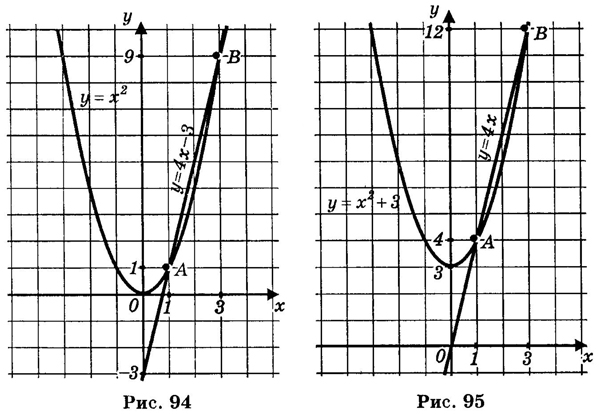 y
9
B
y = x²
y=4x−3
1
A
0
1
3
x
−3
Рис. 94
y
12
B
y=4x
y = x²+3
4
A
3
0
1
3
x
Рис. 95